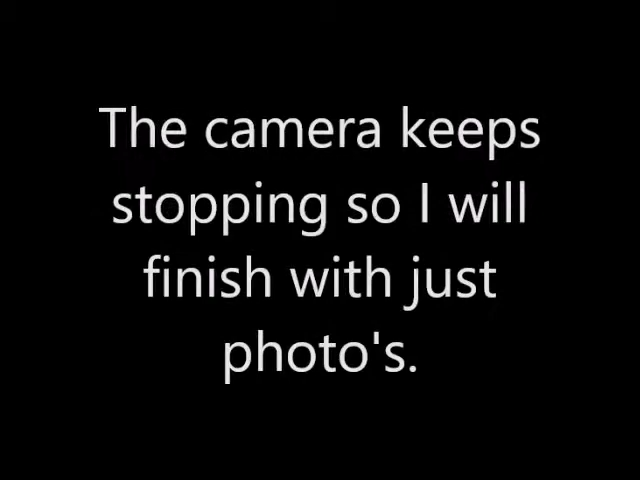 The camera keeps
stopping so I will
finish with just
photo's.